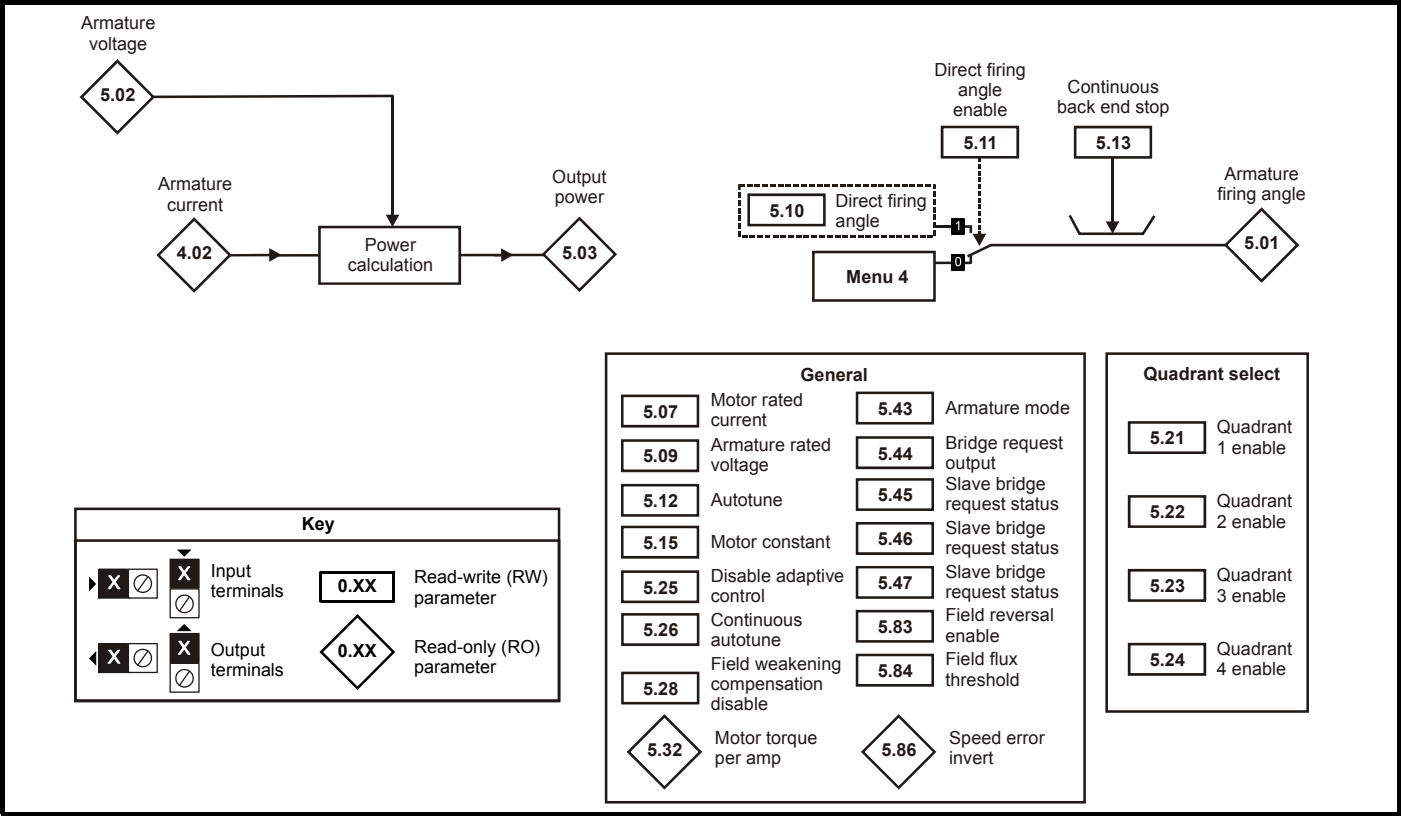 Armature
voltage
5.02
Armature
current
4.02
Power
calculation
Output
power
5.03
Direct firing
angle
enable
5.11
Continuous
back end stop
5.13
5.10
Direct firing
angle
1
0
Menu 4
Armature
firing angle
5.01
Key
X
X
Input
terminals
0.XX
Read-write (RW)
parameter
X
X
Output
terminals
0.XX
Read-only (RO)
parameter
General
5.07
Motor rated
current
5.09
Armature rated
voltage
5.12
Autotune
5.15
Motor constant
5.25
Disable adaptive
control
5.26
Continuous
autotune
5.28
Field weakening
compensation
disable
5.32
Motor torque
per amp
5.43
Armature mode
5.44
Bridge request
output
5.45
Slave bridge
request status
5.46
Slave bridge
request status
5.47
Slave bridge
request status
5.83
Field reversal
enable
5.84
Field flux
threshold
5.86
Speed error
invert
Quadrant select
5.21
Quadrant
1 enable
5.22
Quadrant
2 enable
5.23
Quadrant
3 enable
5.24
Quadrant
4 enable